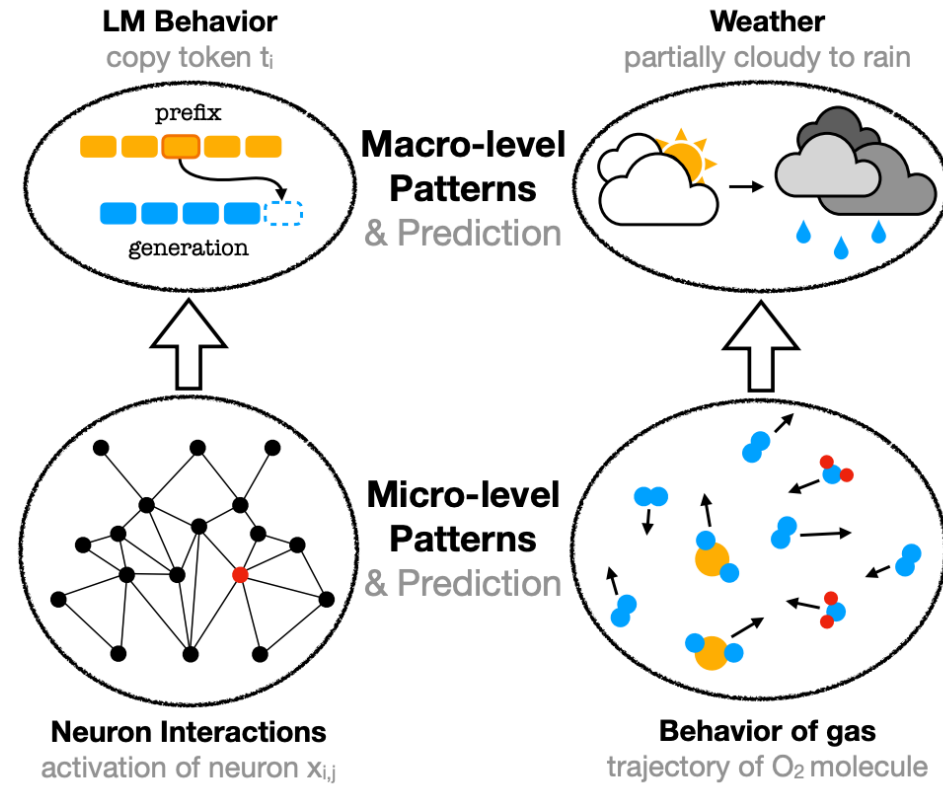 LM Behavior
copy token tᵢ
prefix
generation
Macro-level
Patterns
& Prediction
Weather
partially cloudy to rain
Micro-level
Patterns
& Prediction
Neuron Interactions
activation of neuron xᵢ,ⱼ
Behavior of gas
trajectory of O₂ molecule